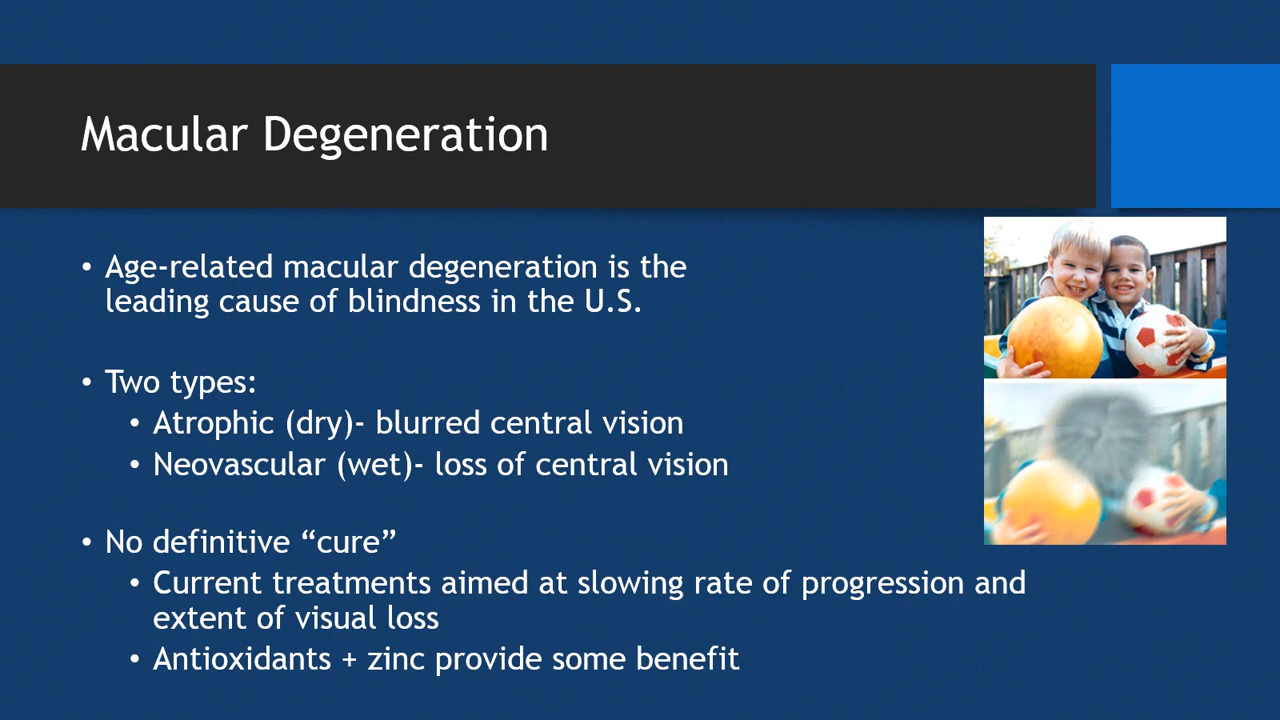 Macular Degeneration
• Age-related macular degeneration is the
leading cause of blindness in the U.S.
• Two types:
• Atrophic (dry)- blurred central vision
• Neovascular (wet)- loss of central vision
• No definitive “cure”
• Current treatments aimed at slowing rate of progression and
extent of visual loss
• Antioxidants + zinc provide some benefit